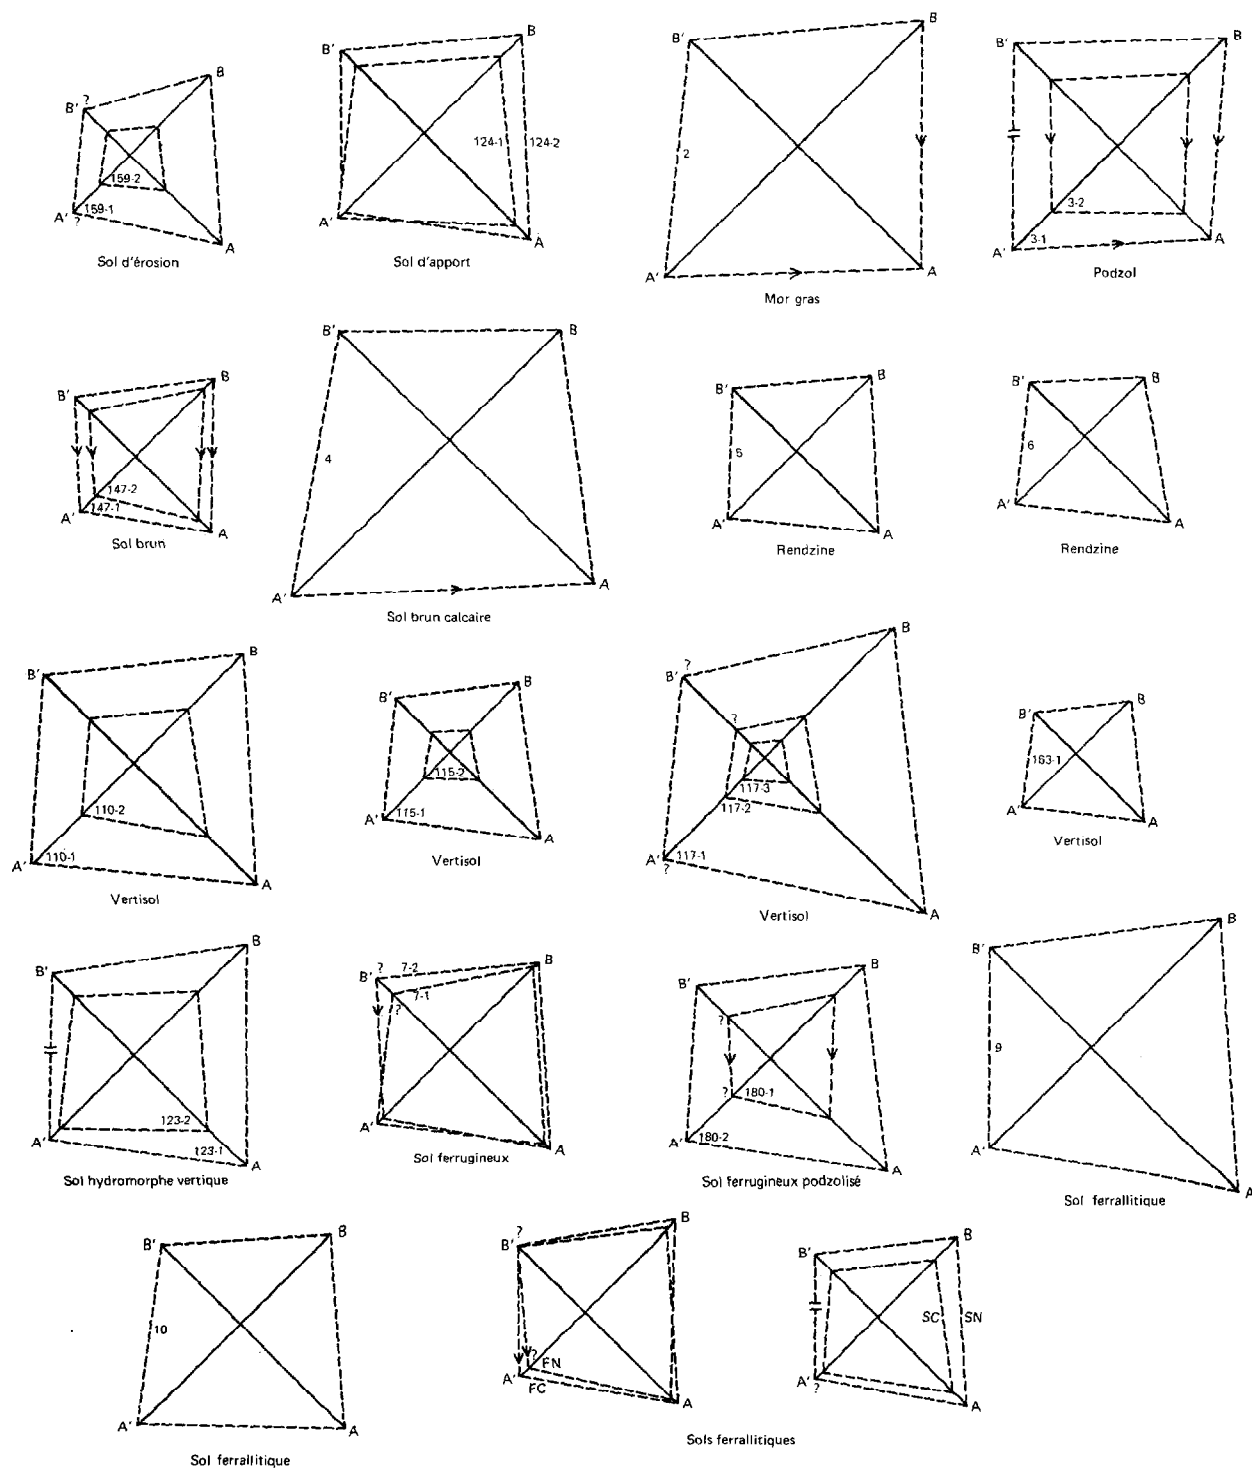 B' ? B
159-2
159-1
A' ? A
Sol d'érosion
B' B
124-1 124-2
A' A
Sol d'apport
B' B
2
A' A
Mor gras
B' B
3-2
3-1
A' A
Podzol
B' B
147-2
147-1
A' A
Sol brun
B' B
4
A' A
Sol brun calcaire
B' B
5
A' A
Rendzine
B' B
6
A' A
Rendzine
B' B
110-2
110-1
A' A
Vertisol
B' B
115-2
115-1
A' A
Vertisol
B' ? B
?
117-3
117-2
117-1
A' ? A
Vertisol
B' B
163-1
A' A
Vertisol
B' B
123-2
123-1
A' A
Sol hydromorphe vertique
B' ? 7-2 B
? 7-1
A' A
Sol ferrugineux
B' B
?
? 180-1
180-2
A' A
Sol ferrugineux podzolisé
B' B
9
A' A
Sol ferrallitique
B' B
10
A' A
Sol ferrallitique
B' ? B
? FN
FC
A' A
B' B
SC SN
A' ? A
Sols ferrallitiques